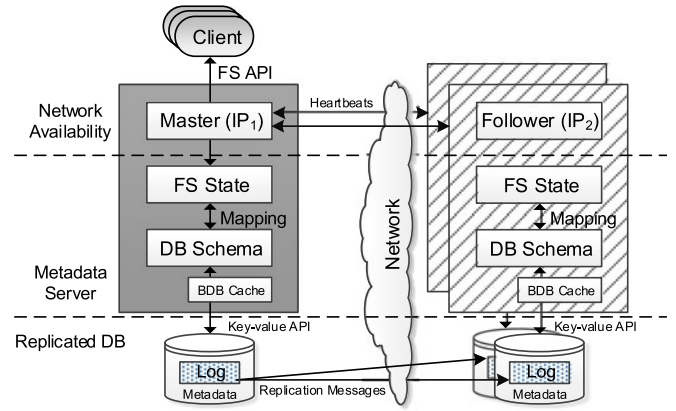 Client
FS API
Heartbeats
Network
Availability
Master (IP1)
Follower (IP2)
FS State
FS State
Mapping
Mapping
Network
DB Schema
DB Schema
Metadata
Server
BDB Cache
BDB Cache
Key-value API
Key-value API
Replicated DB
Log
Log
Metadata
Replication Messages
Metadata